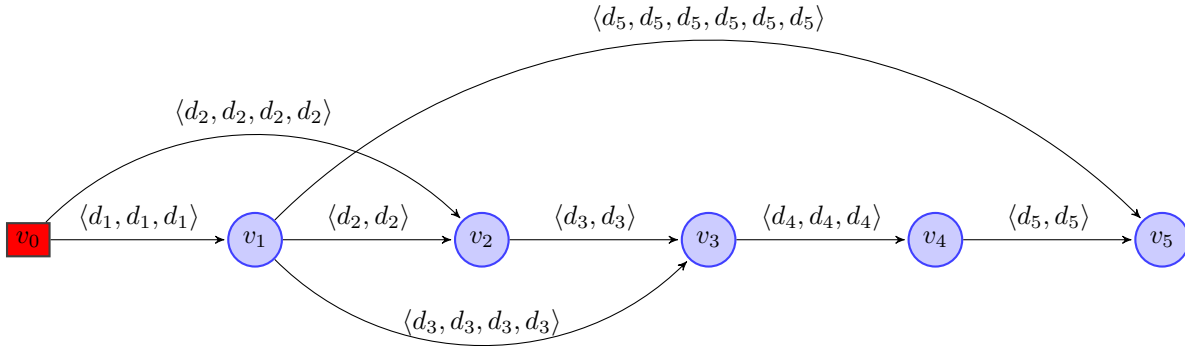 ⟨d₅, d₅, d₅, d₅, d₅, d₅⟩
⟨d₂, d₂, d₂, d₂⟩
⟨d₁, d₁, d₁⟩
⟨d₂, d₂⟩
⟨d₃, d₃⟩
⟨d₄, d₄, d₄⟩
⟨d₅, d₅⟩
v₀
v₁
v₂
v₃
v₄
v₅
⟨d₃, d₃, d₃, d₃⟩